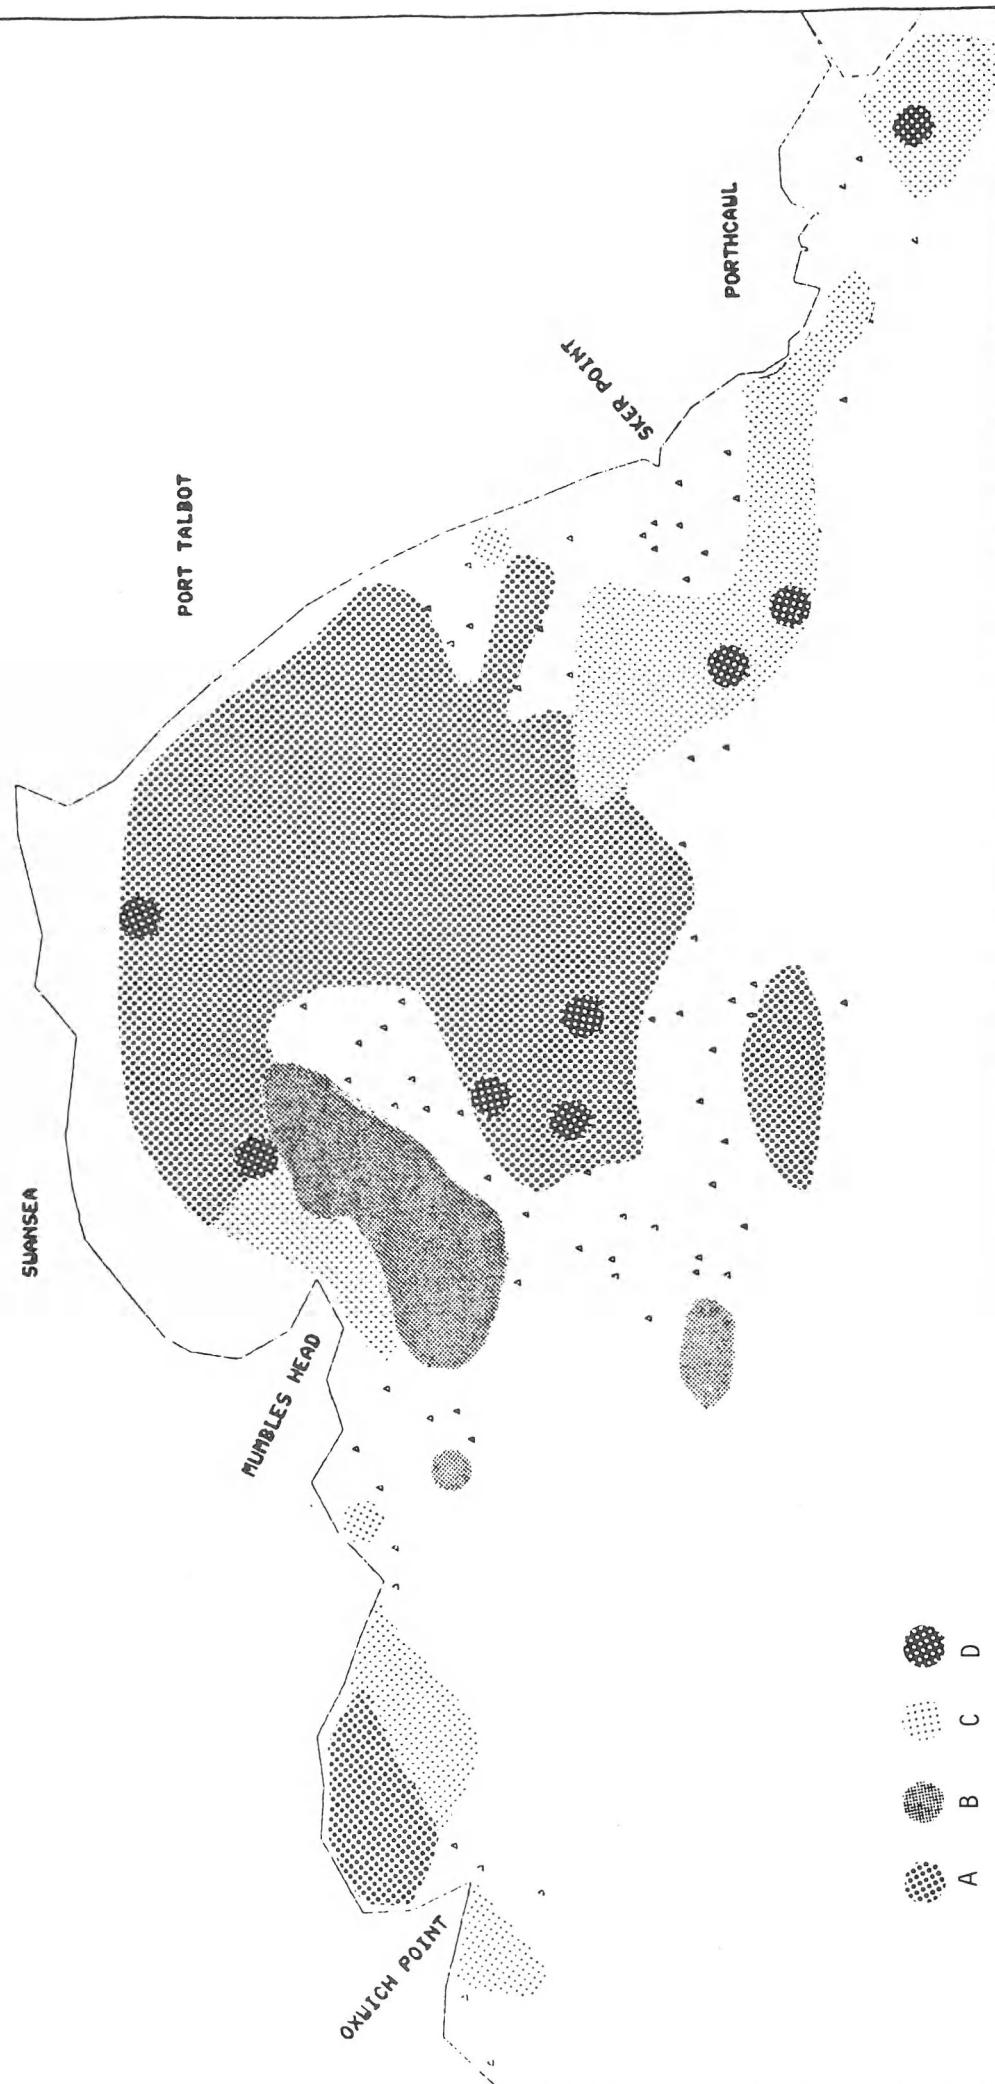 SWANSEA
PORT TALBOT
MUMBLES HEAD
SKER POINT
PORTHCAWL
OXWICH POINT
A
B
C
D